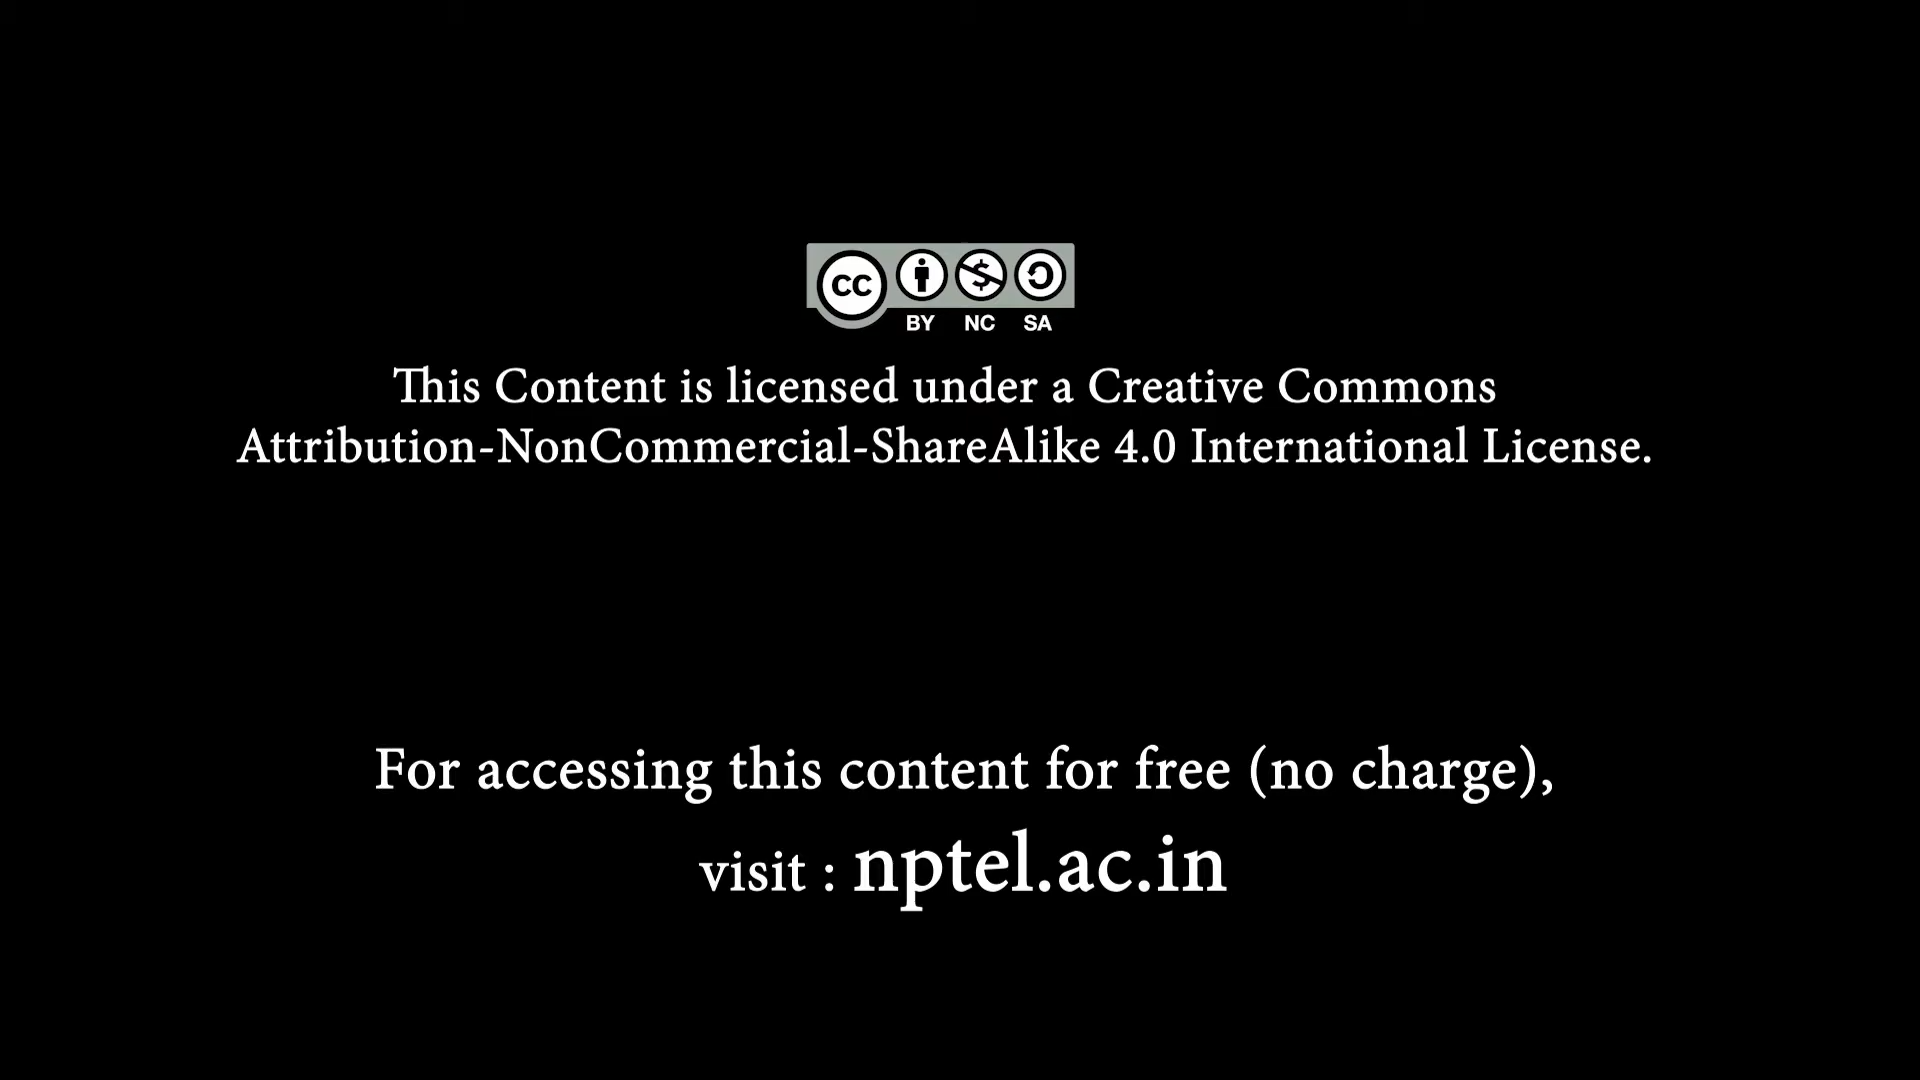 cc
BY NC SA
This Content is licensed under a Creative Commons
Attribution-NonCommercial-ShareAlike 4.0 International License.
For accessing this content for free (no charge),
visit : nptel.ac.in